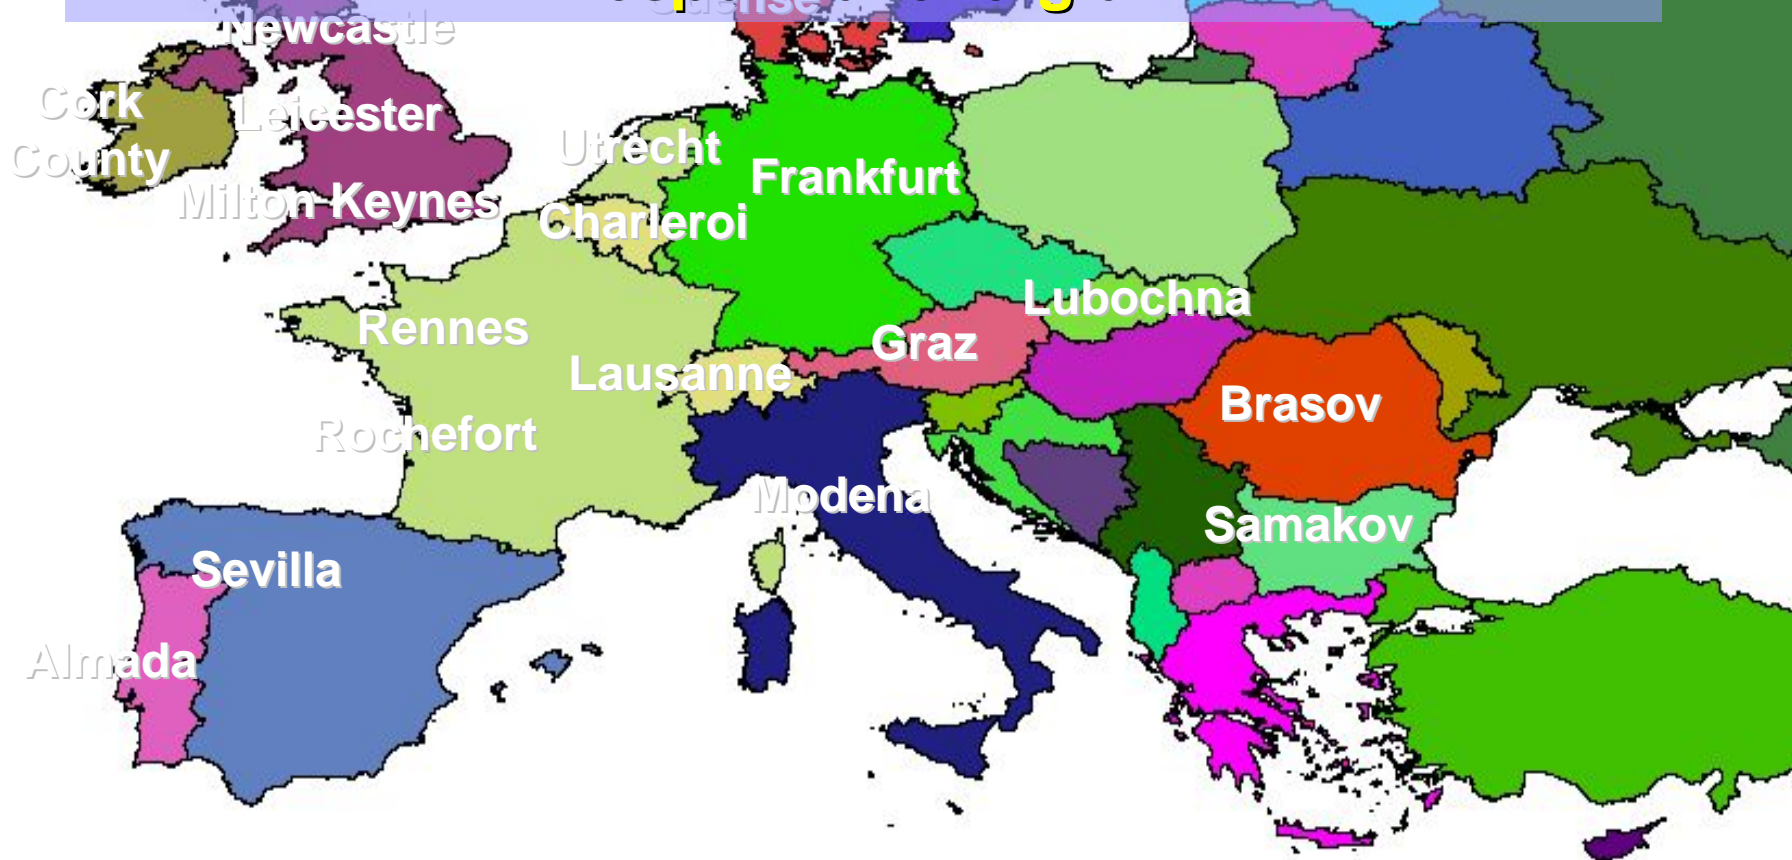 Odense
Newcastle
Cork
County
Leicester
Utrecht
Frankfurt
Milton Keynes
Charleroi
Lubochna
Rennes
Graz
Lausanne
Brasov
Rochefort
Modena
Samakov
Sevilla
Almada